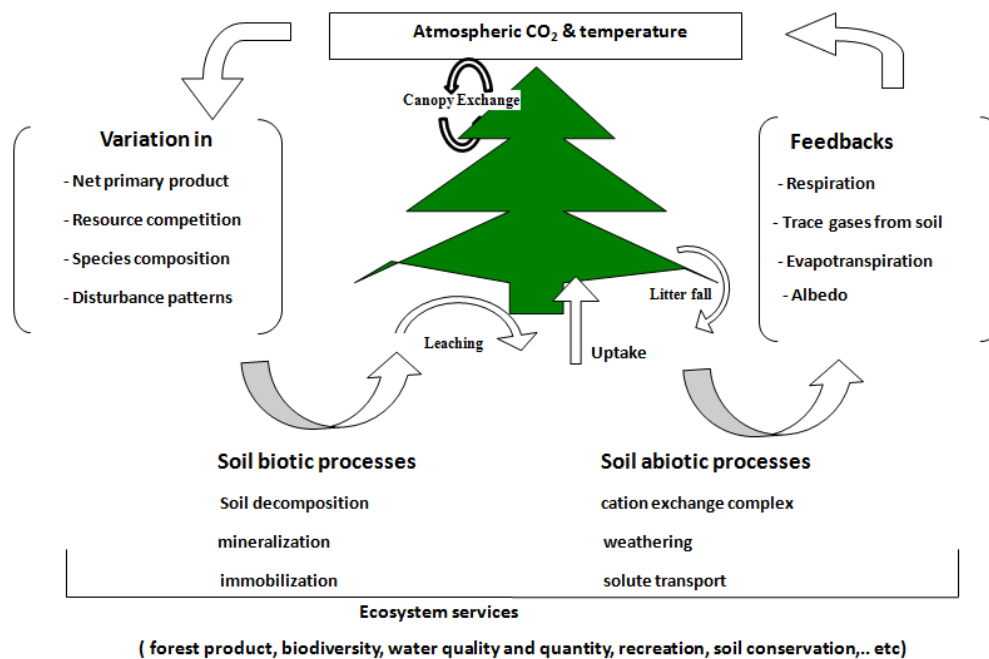 Atmospheric CO₂ & temperature
Canopy Exchange
Variation in
- Net primary product
- Resource competition
- Species composition
- Disturbance patterns
Feedbacks
- Respiration
- Trace gases from soil
- Evapotranspiration
- Albedo
Leaching
Uptake
Litter fall
Soil biotic processes
Soil decomposition
mineralization
immobilization
Soil abiotic processes
cation exchange complex
weathering
solute transport
Ecosystem services
( forest product, biodiversity, water quality and quantity, recreation, soil conservation,.. etc)